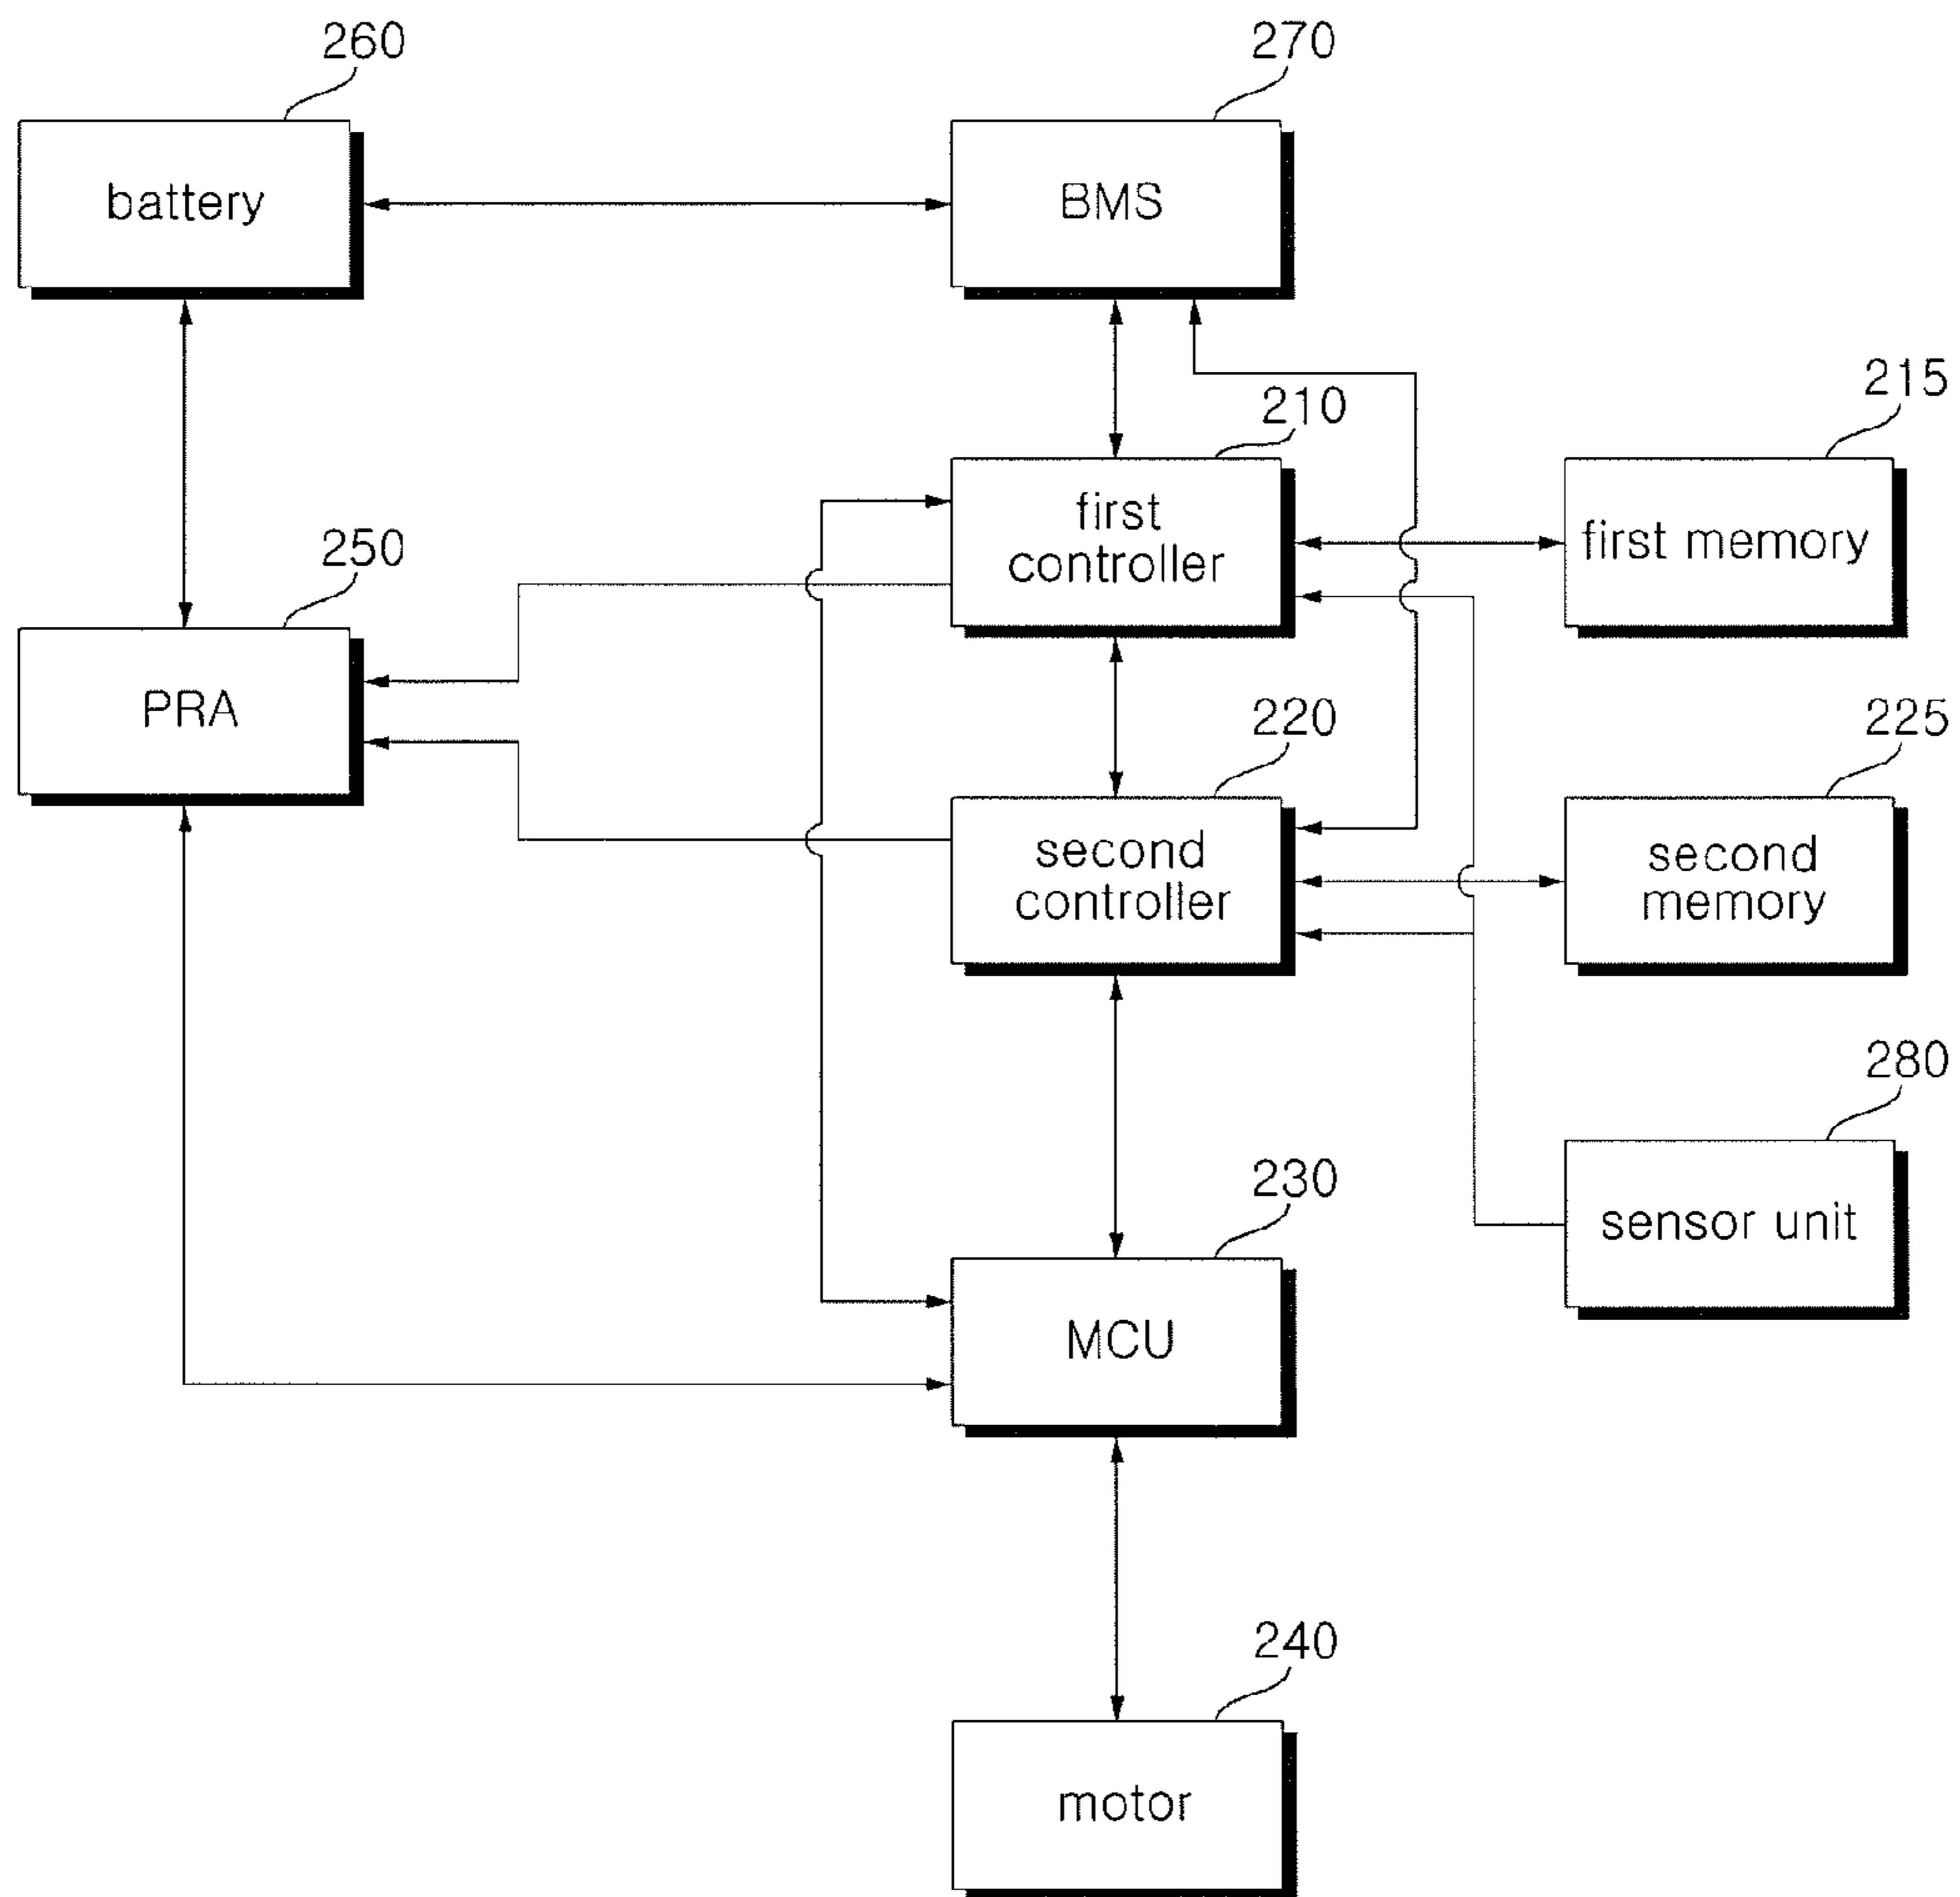 260
270
battery
BMS
215
210
first
controller
first memory
250
PRA
220
225
second
controller
second
memory
280
sensor unit
230
MCU
240
motor